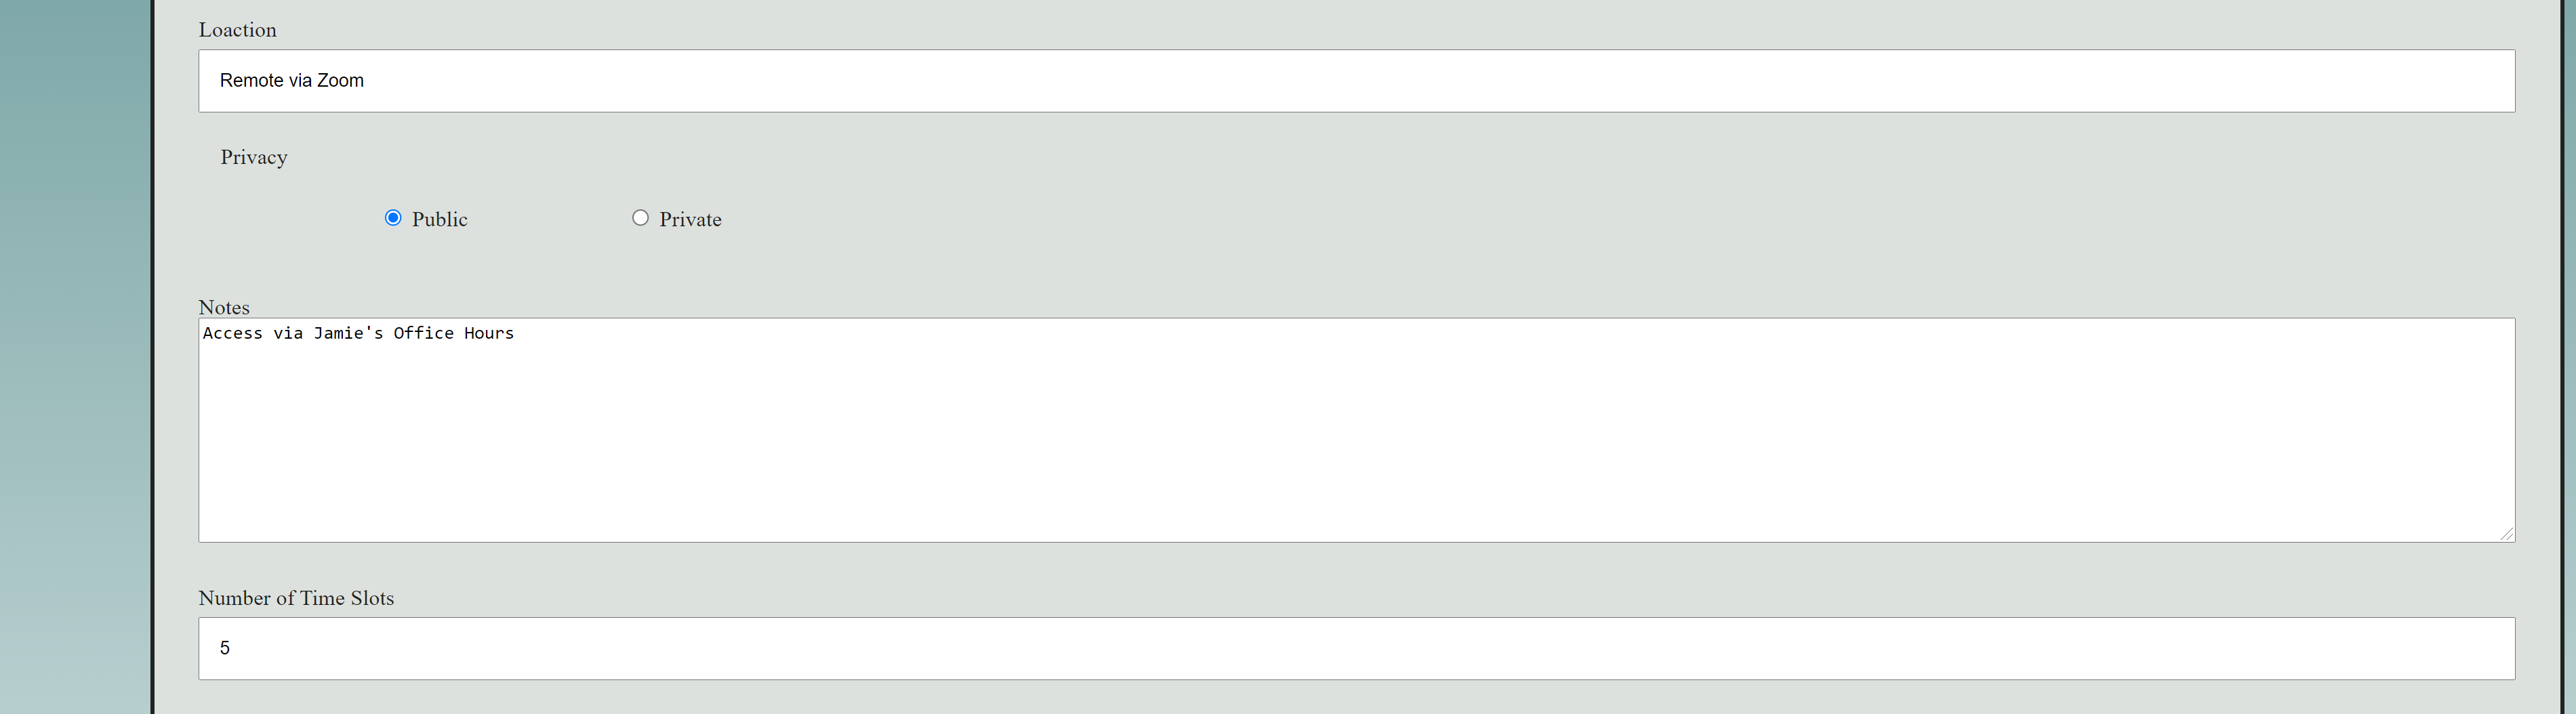 Loaction
Remote via Zoom
Privacy
Public Private
Notes
Access via Jamie's Office Hours
Number of Time Slots
5